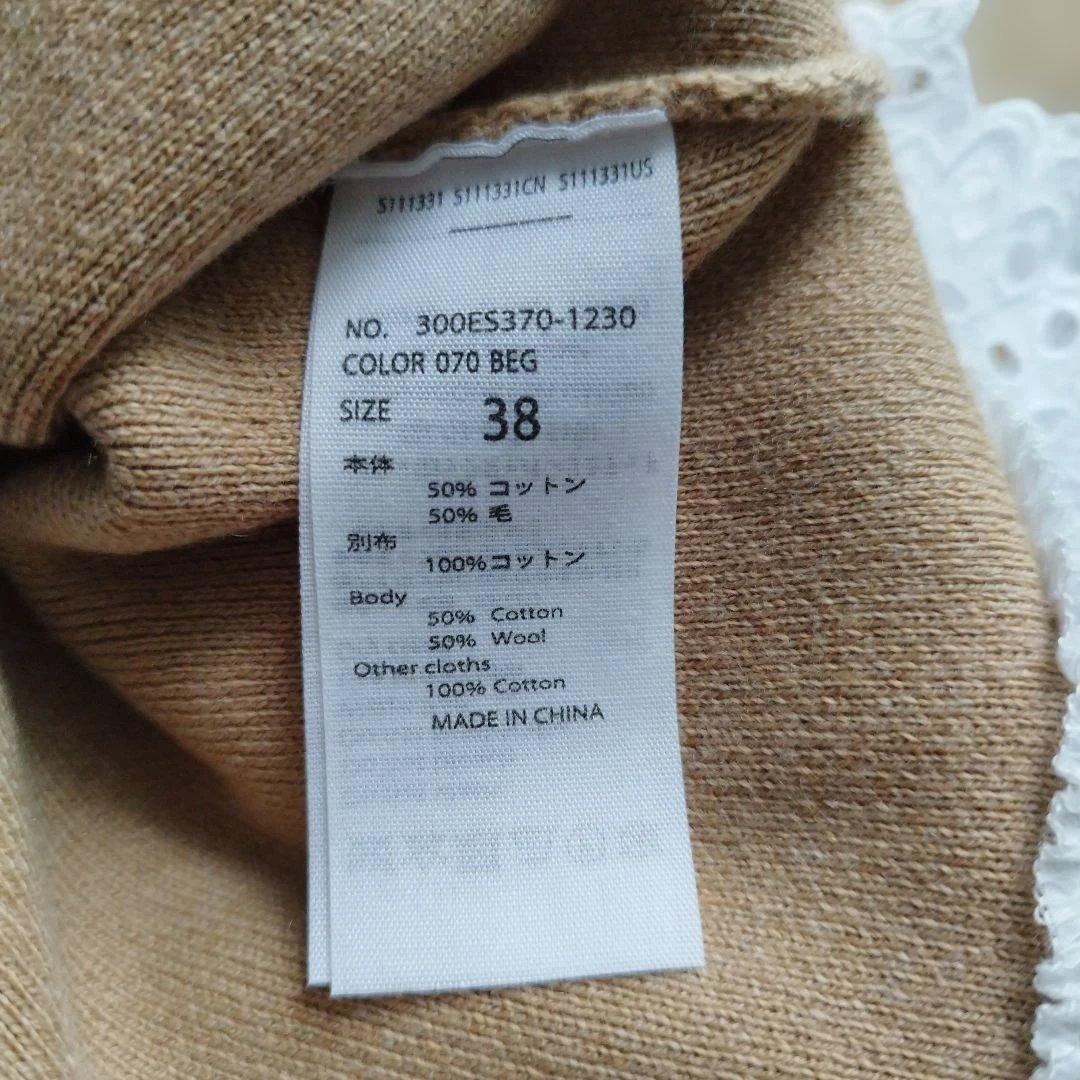 S111331 S111331CN S111331US
NO. 300ES370-1230
COLOR 070 BEG
SIZE 38
本体
50% コットン
50% 毛
別布
100%コットン
Body
50% Cotton
50% Wool
Other cloths
100% Cotton
MADE IN CHINA